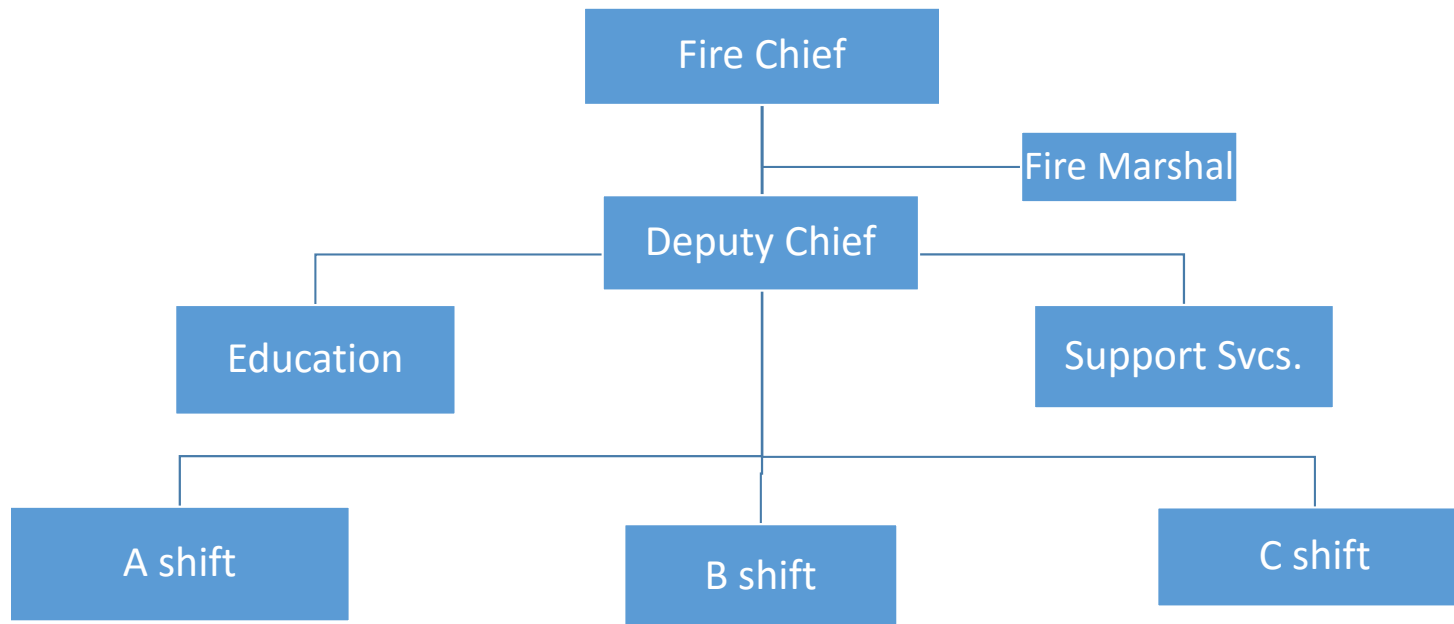 Fire Chief
Fire Marshal
Deputy Chief
Education
Support Svcs.
A shift
B shift
C shift